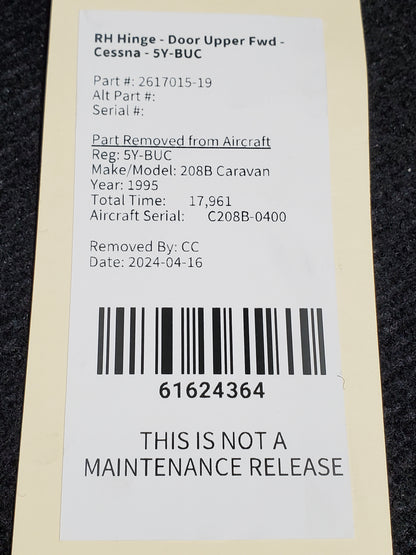 RH Hinge - Door Upper Fwd -
Cessna - 5Y-BUC
Part #: 2617015-19
Alt Part #:
Serial #:
Part Removed from Aircraft
Reg: 5Y-BUC
Make/Model: 208B Caravan
Year: 1995
Total Time: 17,961
Aircraft Serial: C208B-0400
Removed By: CC
Date: 2024-04-16
61624364
THIS IS NOT A
MAINTENANCE RELEASE